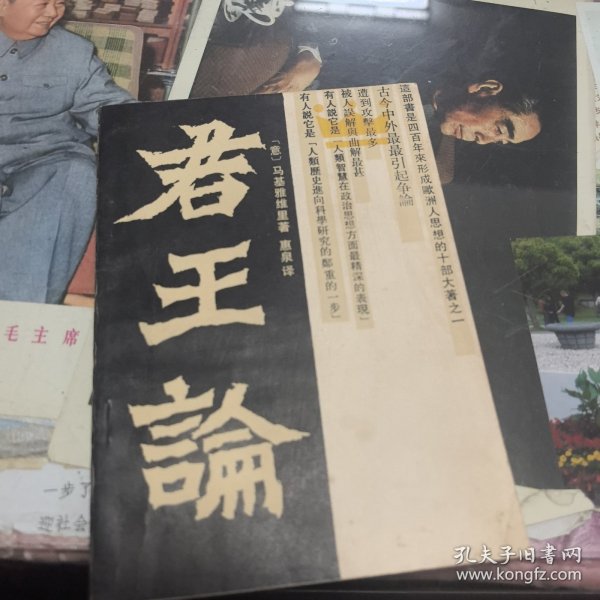 君王論
[意]马基雅维里著 惠泉 译
這部書是四百年來形成歐洲人思想的十部大著之一
古今中外最最引起争論
遭到攻擊最多
被人誤解與曲解最甚
有人說它是「人類智慧在政治思想方面最精深的表現」
有人說它是「人類歷史進向科學研究的鄭重的一步」
毛主席
一步了
迎社会
孔夫子旧書网
www.kongfz.com